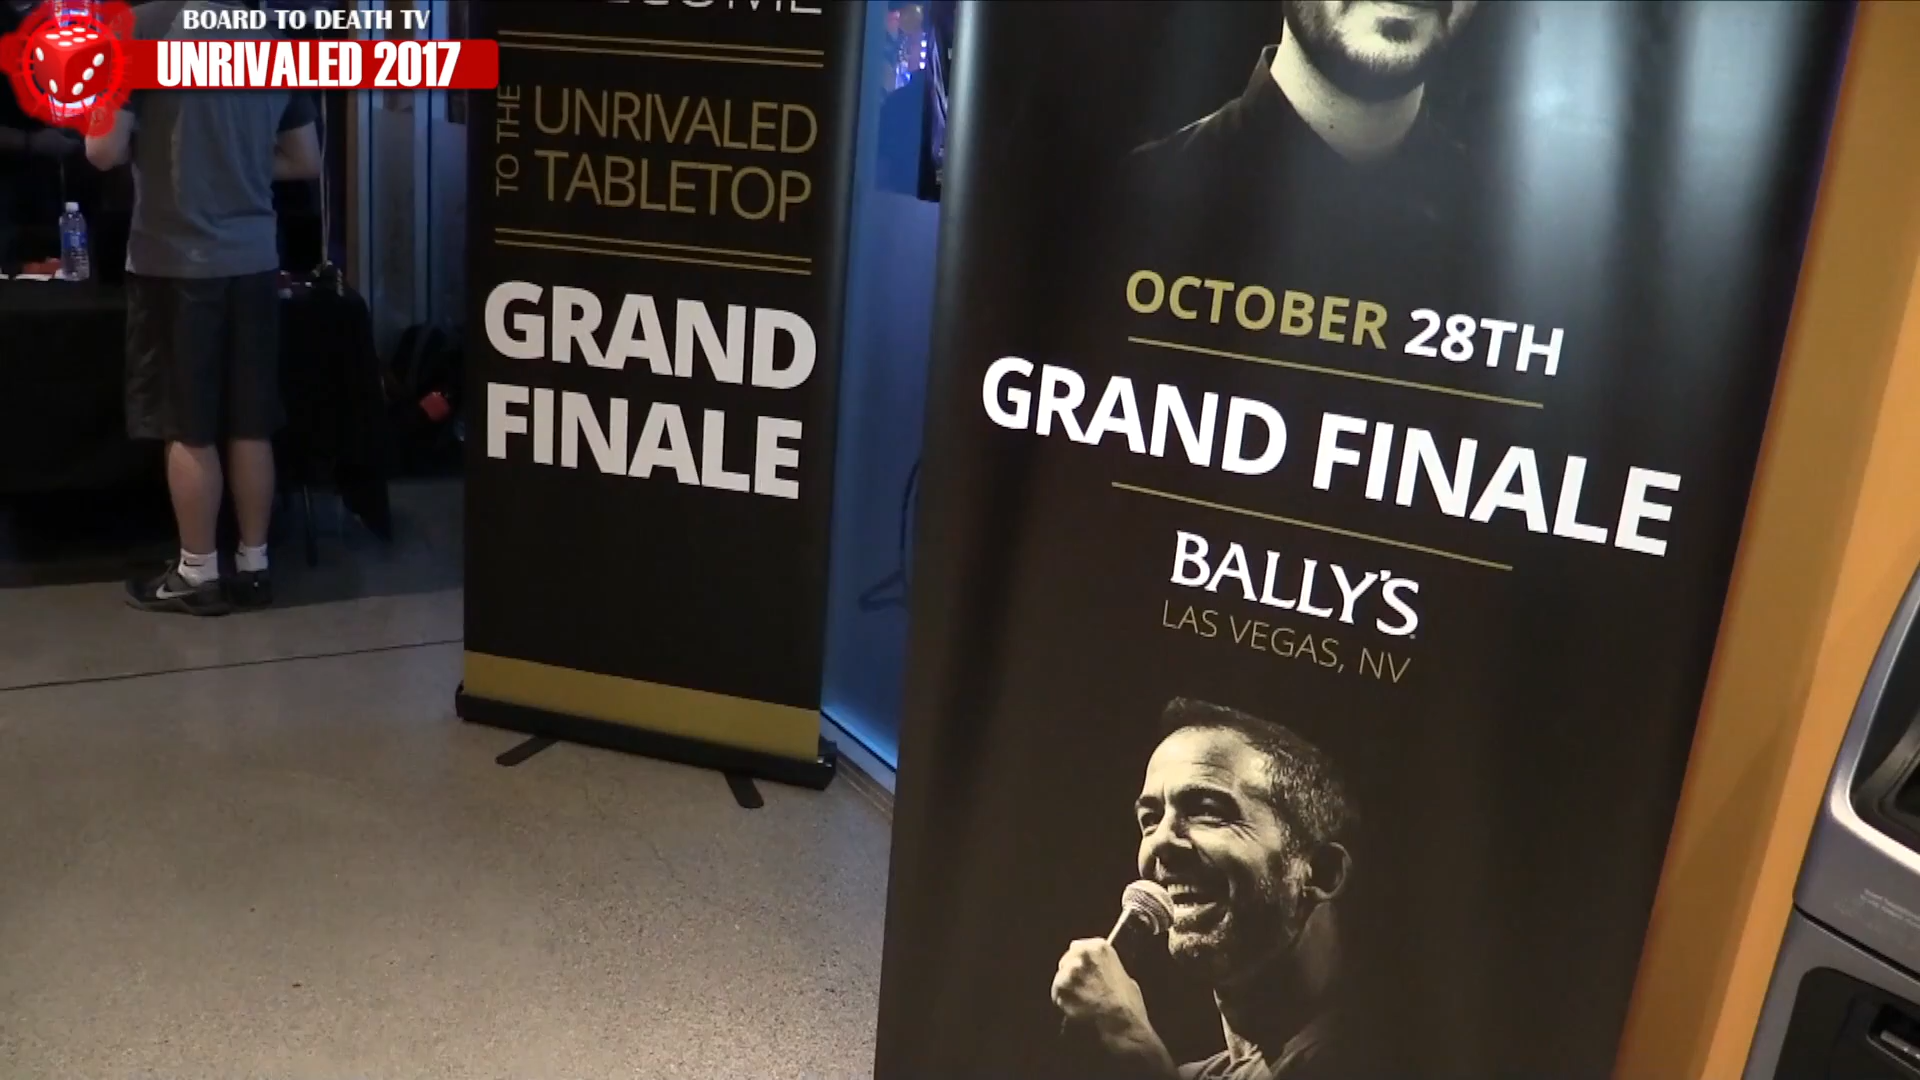 BOARD TO DEATH TV
UNRIVALED 2017
TO THE
UNRIVALED
TABLETOP
GRAND
FINALE
OCTOBER 28TH
GRAND FINALE
BALLY'S
LAS VEGAS, NV